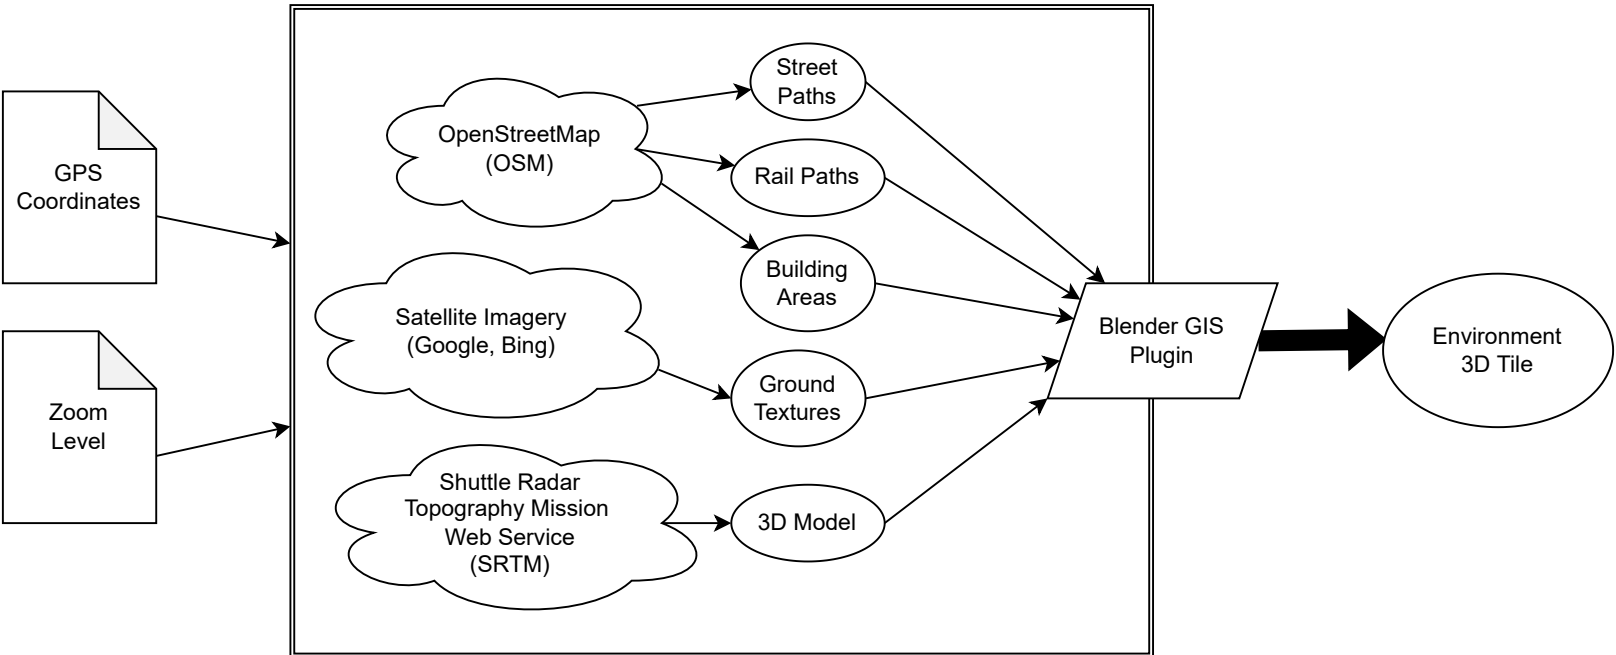 GPS
Coordinates
Zoom
Level
OpenStreetMap
(OSM)
Satellite Imagery
(Google, Bing)
Shuttle Radar
Topography Mission
Web Service
(SRTM)
Street
Paths
Rail Paths
Building
Areas
Ground
Textures
3D Model
Blender GIS
Plugin
Environment
3D Tile